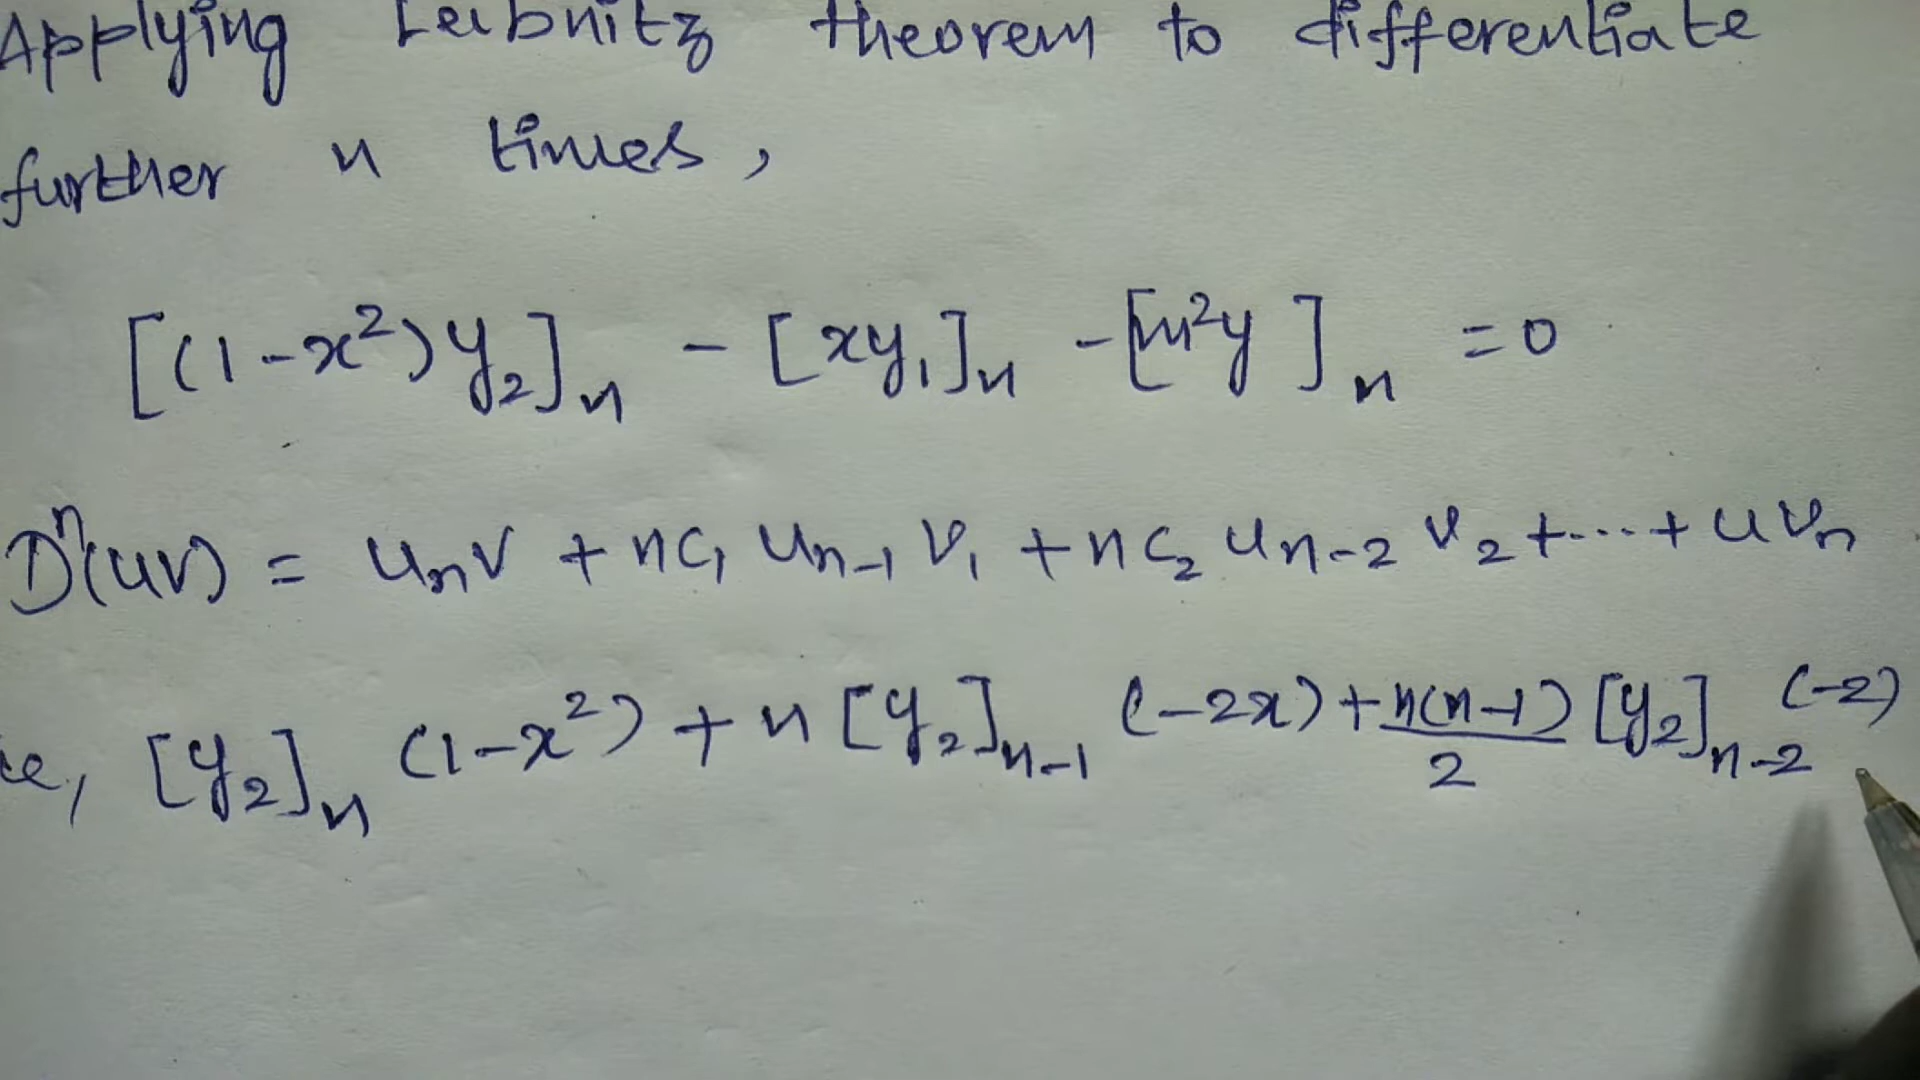 Applying Leibnitz theorem to differentiate
further n times,
[(1-x²)y₂]ₙ - [xy₁]ₙ - [m²y]ₙ = 0
Dⁿ(uv) = uₙv + nc₁ uₙ₋₁ v₁ + nc₂ uₙ₋₂ v₂ + ... + uvₙ
ie, [y₂]ₙ (1-x²) + n [y₂]ₙ₋₁ (-2x) + n(n-1)/2 [y₂]ₙ₋₂ (-2)